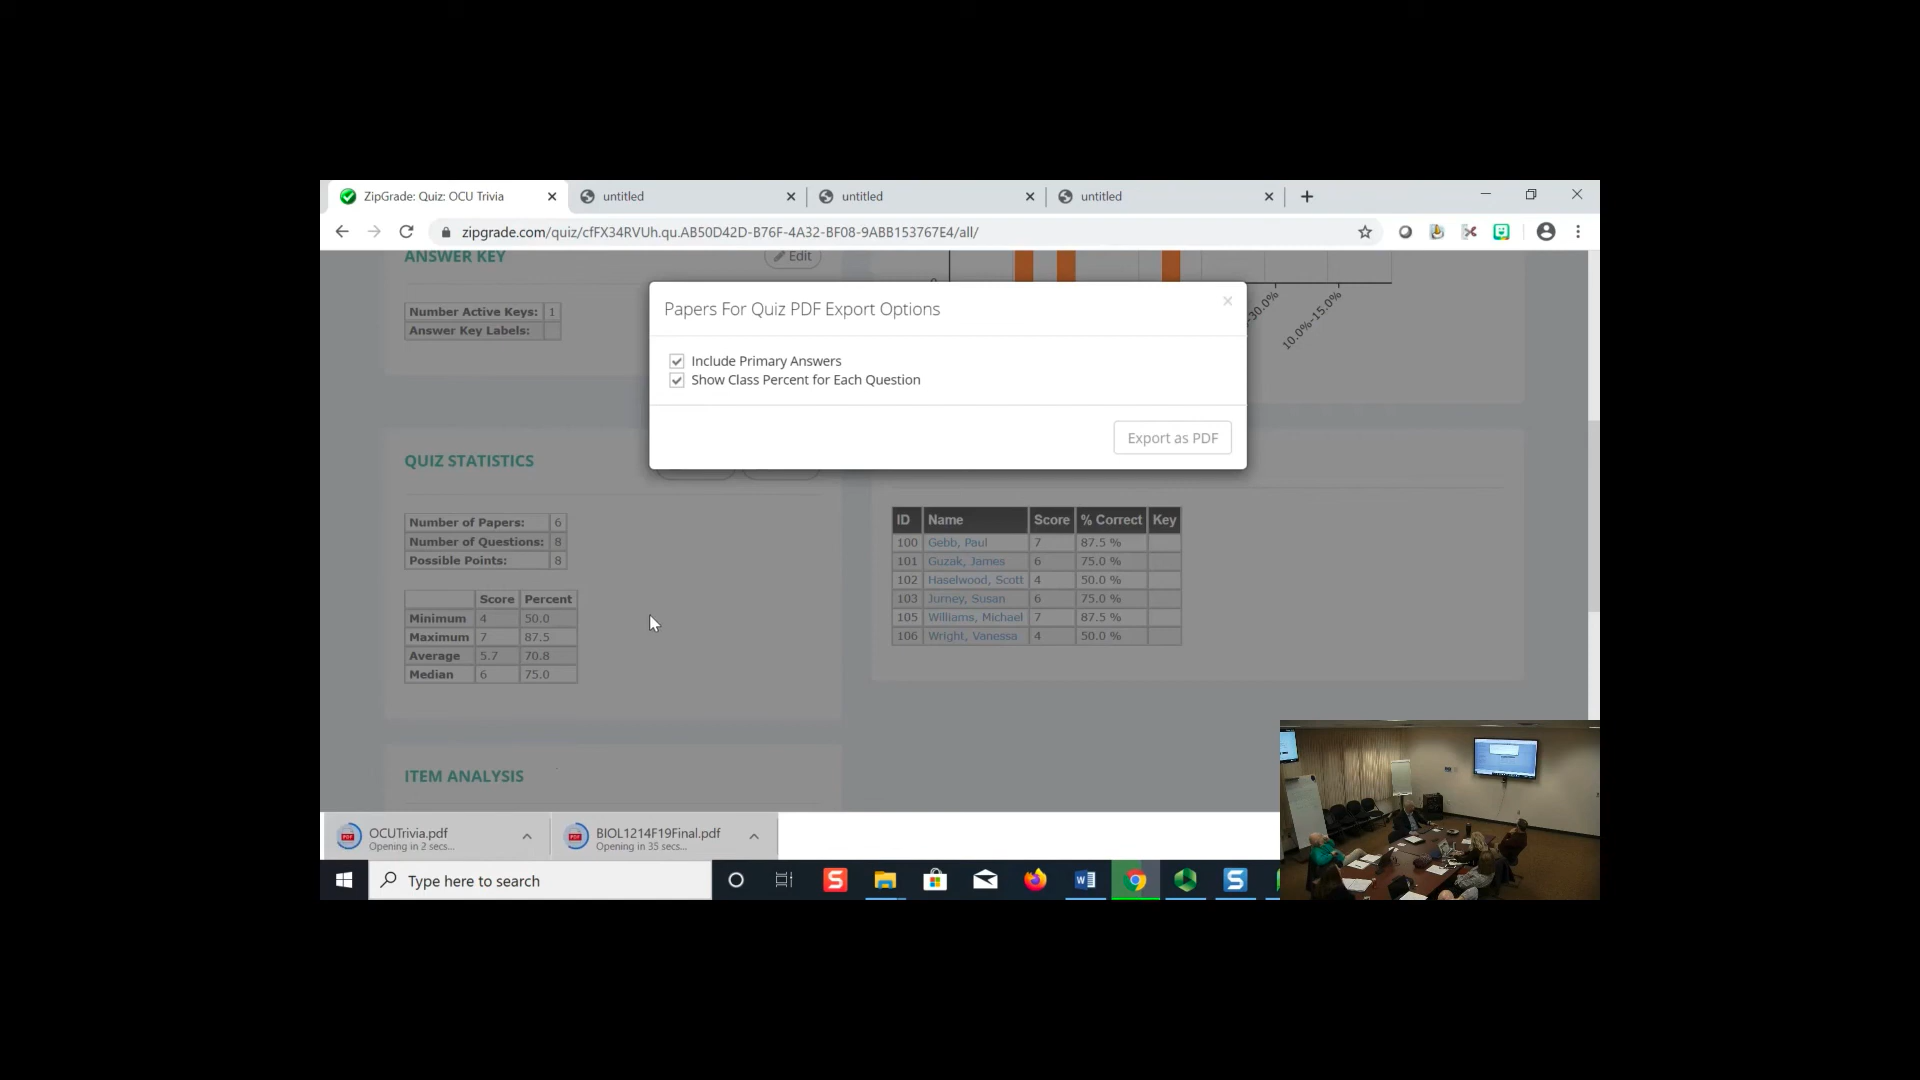 ZipGrade: Quiz: OCU Trivia
untitled
untitled
untitled
zipgrade.com/quiz/cfFX34RVUh.qu.AB50D42D-B76F-4A32-BF08-9ABB153767E4/all/
ANSWER KEY
Edit
Number Active Keys: 1
Answer Key Labels:
0
-30.0%
10.0%-15.0%
Papers For Quiz PDF Export Options
×
Include Primary Answers
Show Class Percent for Each Question
Export as PDF
QUIZ STATISTICS
Number of Papers: 6
Number of Questions: 8
Possible Points: 8
Score Percent
Minimum 4 50.0
Maximum 7 87.5
Average 5.7 70.8
Median 6 75.0
ID Name Score % Correct Key
100 Gebb, Paul 7 87.5 %
101 Guzak, James 6 75.0 %
102 Haselwood, Scott 4 50.0 %
103 Jurney, Susan 6 75.0 %
105 Williams, Michael 7 87.5 %
106 Wright, Vanessa 4 50.0 %
ITEM ANALYSIS
OCUTrivia.pdf
Opening in 2 secs...
BIOL1214F19Final.pdf
Opening in 35 secs...
Type here to search